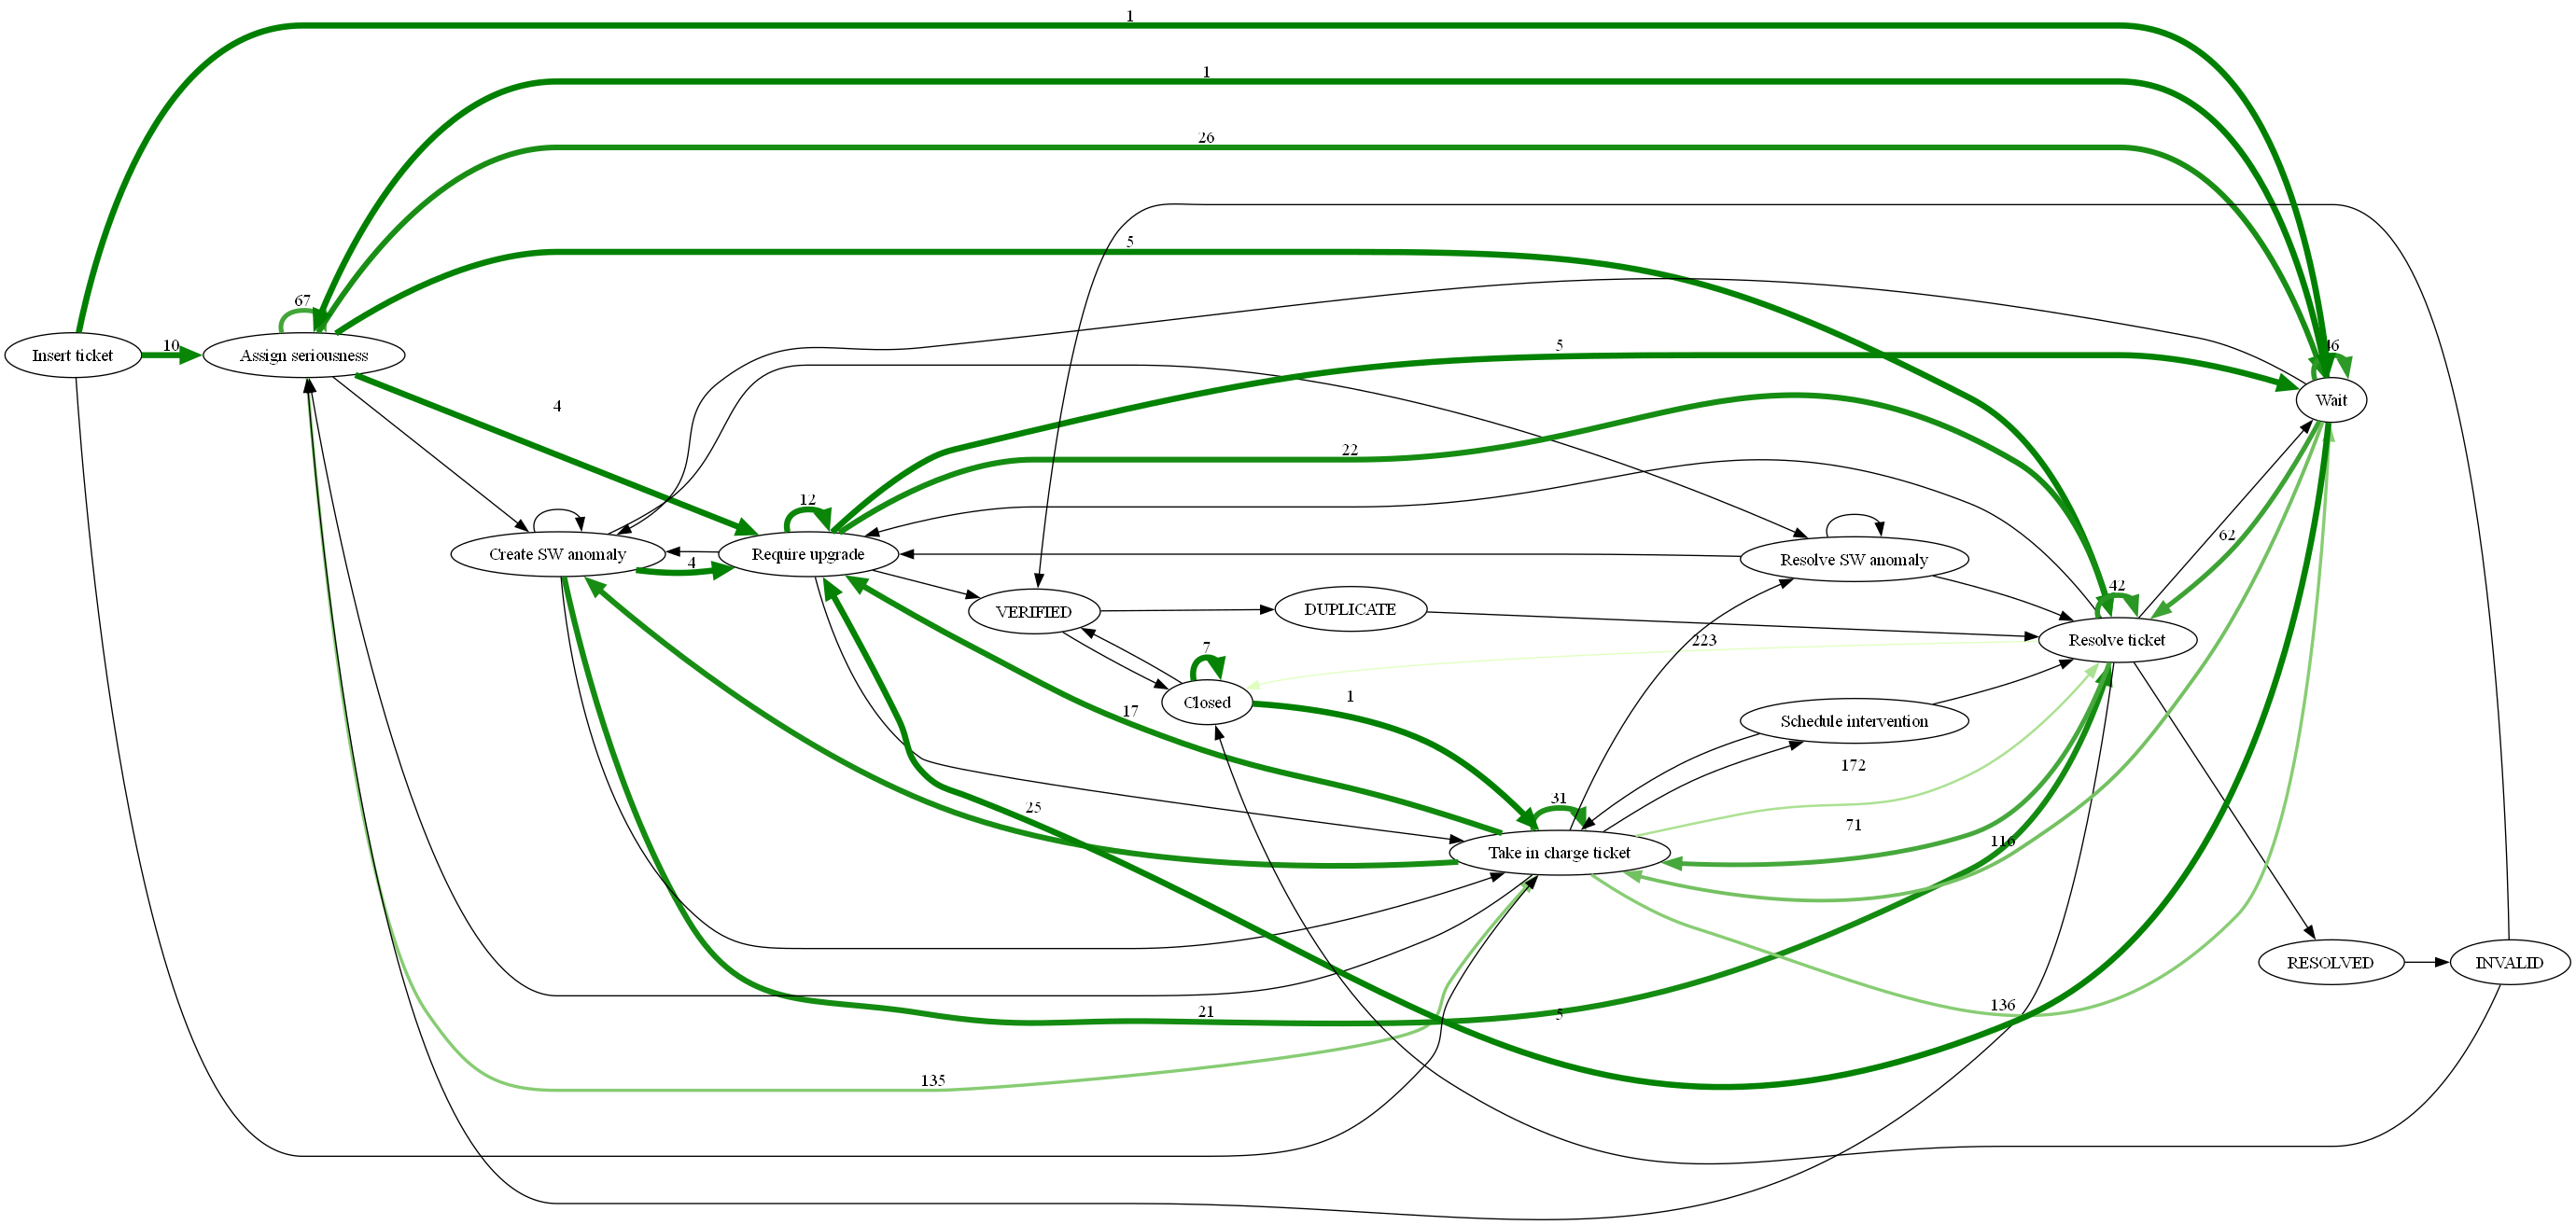 1
1
26
5
67
46
Insert ticket
10
Assign seriousness
5
Wait
4
22
12
62
Create SW anomaly
4
Require upgrade
Resolve SW anomaly
42
VERIFIED
DUPLICATE
Resolve ticket
7
223
Closed
1
17
Schedule intervention
172
31
25
71
116
Take in charge ticket
RESOLVED
INVALID
21
5
136
135